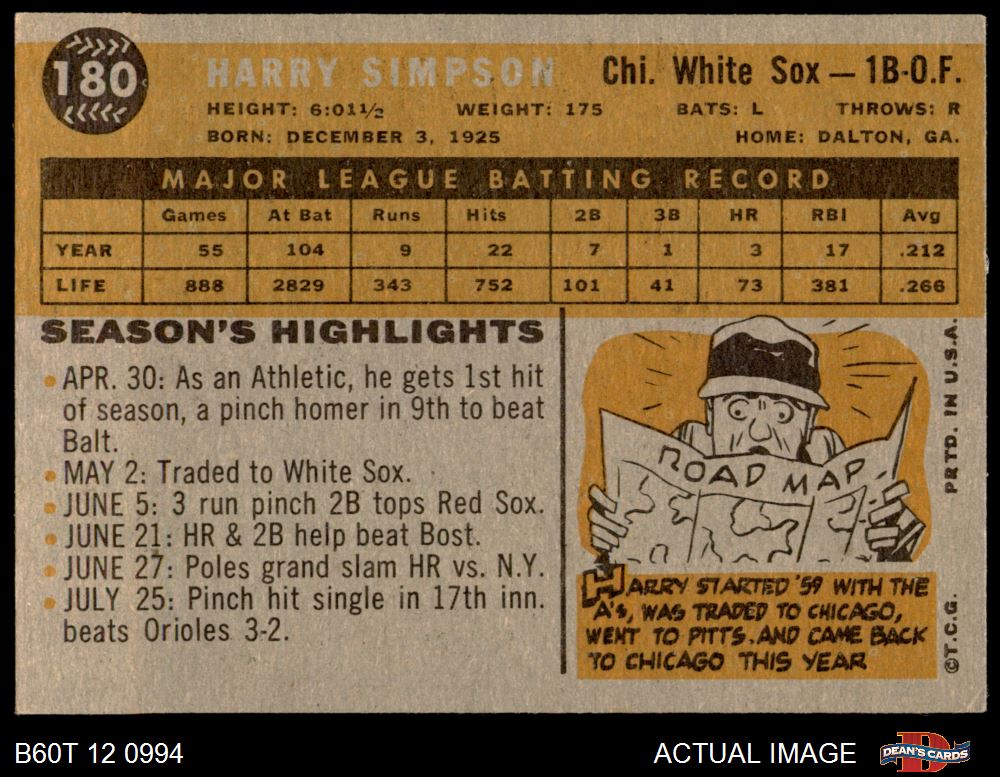 180
HARRY SIMPSON
Chi. White Sox — 1B-O.F.
HEIGHT: 6:01½ WEIGHT: 175 BATS: L THROWS: R
BORN: DECEMBER 3, 1925 HOME: DALTON, GA.
MAJOR LEAGUE BATTING RECORD
Games At Bat Runs Hits 2B 3B HR RBI Avg
YEAR 55 104 9 22 7 1 3 17 .212
LIFE 888 2829 343 752 101 41 73 381 .266
SEASON'S HIGHLIGHTS
• APR. 30: As an Athletic, he gets 1st hit
of season, a pinch homer in 9th to beat
Balt.
• MAY 2: Traded to White Sox.
• JUNE 5: 3 run pinch 2B tops Red Sox.
• JUNE 21: HR & 2B help beat Bost.
• JUNE 27: Poles grand slam HR vs. N.Y.
• JULY 25: Pinch hit single in 17th inn.
beats Orioles 3-2.
ROAD MAP
HARRY STARTED '59 WITH THE
A's, WAS TRADED TO CHICAGO,
WENT TO PITTS. AND CAME BACK
TO CHICAGO THIS YEAR
©T.C.G. PRTD. IN U.S.A.
B60T 12 0994
ACTUAL IMAGE
DEAN'S CARDS